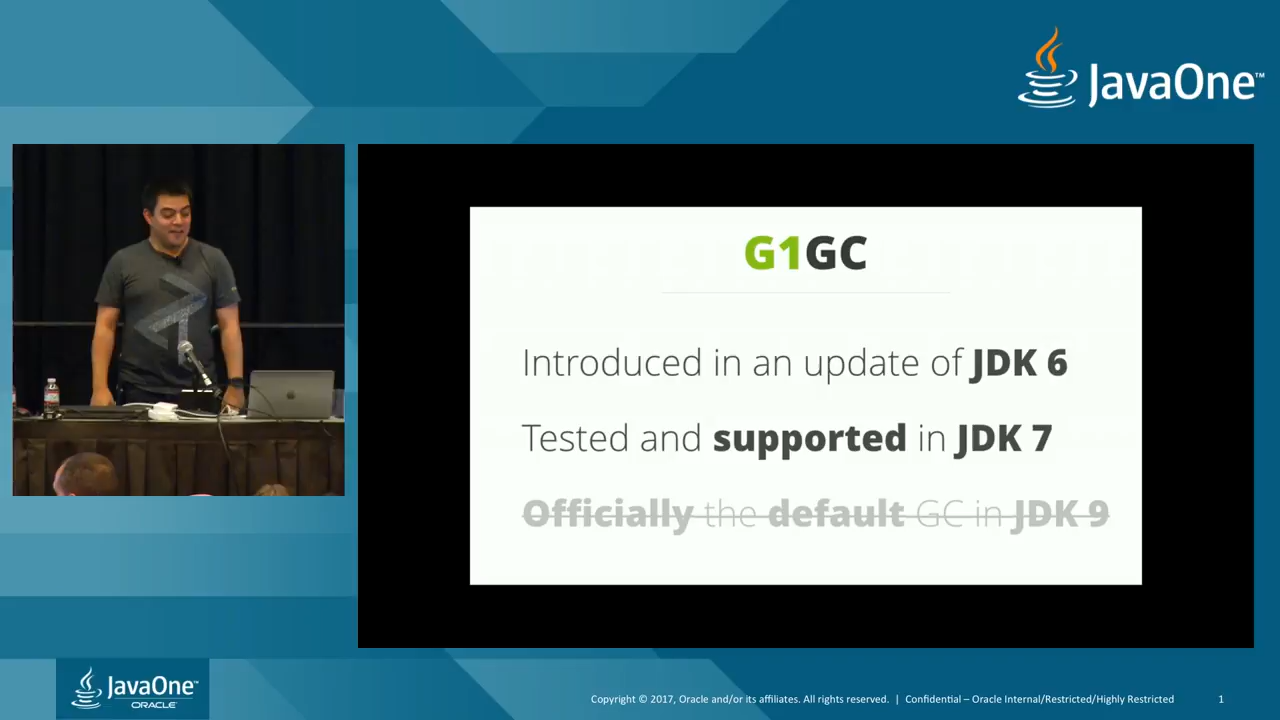 JavaOne™
G1GC
Introduced in an update of JDK 6
Tested and supported in JDK 7
Officially the default GC in JDK 9
JavaOne™
ORACLE®
Copyright © 2017, Oracle and/or its affiliates. All rights reserved. | Confidential – Oracle Internal/Restricted/Highly Restricted 1